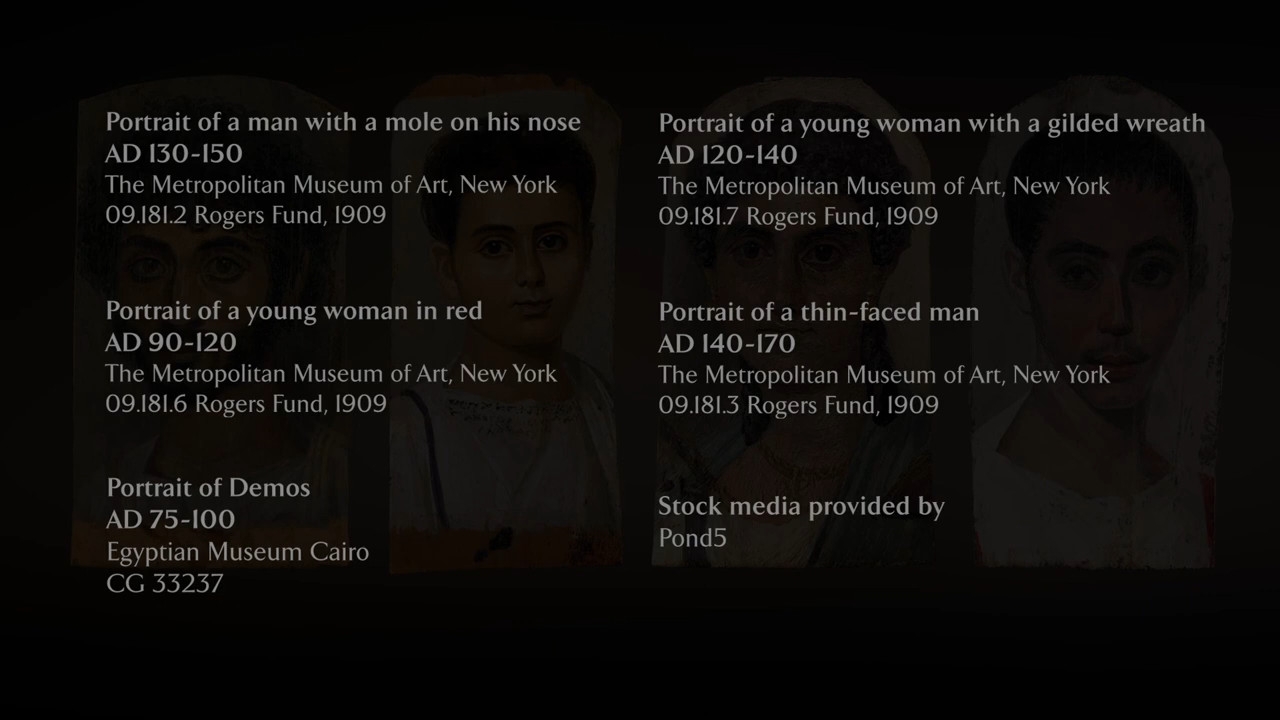 Portrait of a man with a mole on his nose
AD 130-150
The Metropolitan Museum of Art, New York
09.181.2 Rogers Fund, 1909
Portrait of a young woman in red
AD 90-120
The Metropolitan Museum of Art, New York
09.181.6 Rogers Fund, 1909
Portrait of Demos
AD 75-100
Egyptian Museum Cairo
CG 33237
Portrait of a young woman with a gilded wreath
AD 120-140
The Metropolitan Museum of Art, New York
09.181.7 Rogers Fund, 1909
Portrait of a thin-faced man
AD 140-170
The Metropolitan Museum of Art, New York
09.181.3 Rogers Fund, 1909
Stock media provided by
Pond5